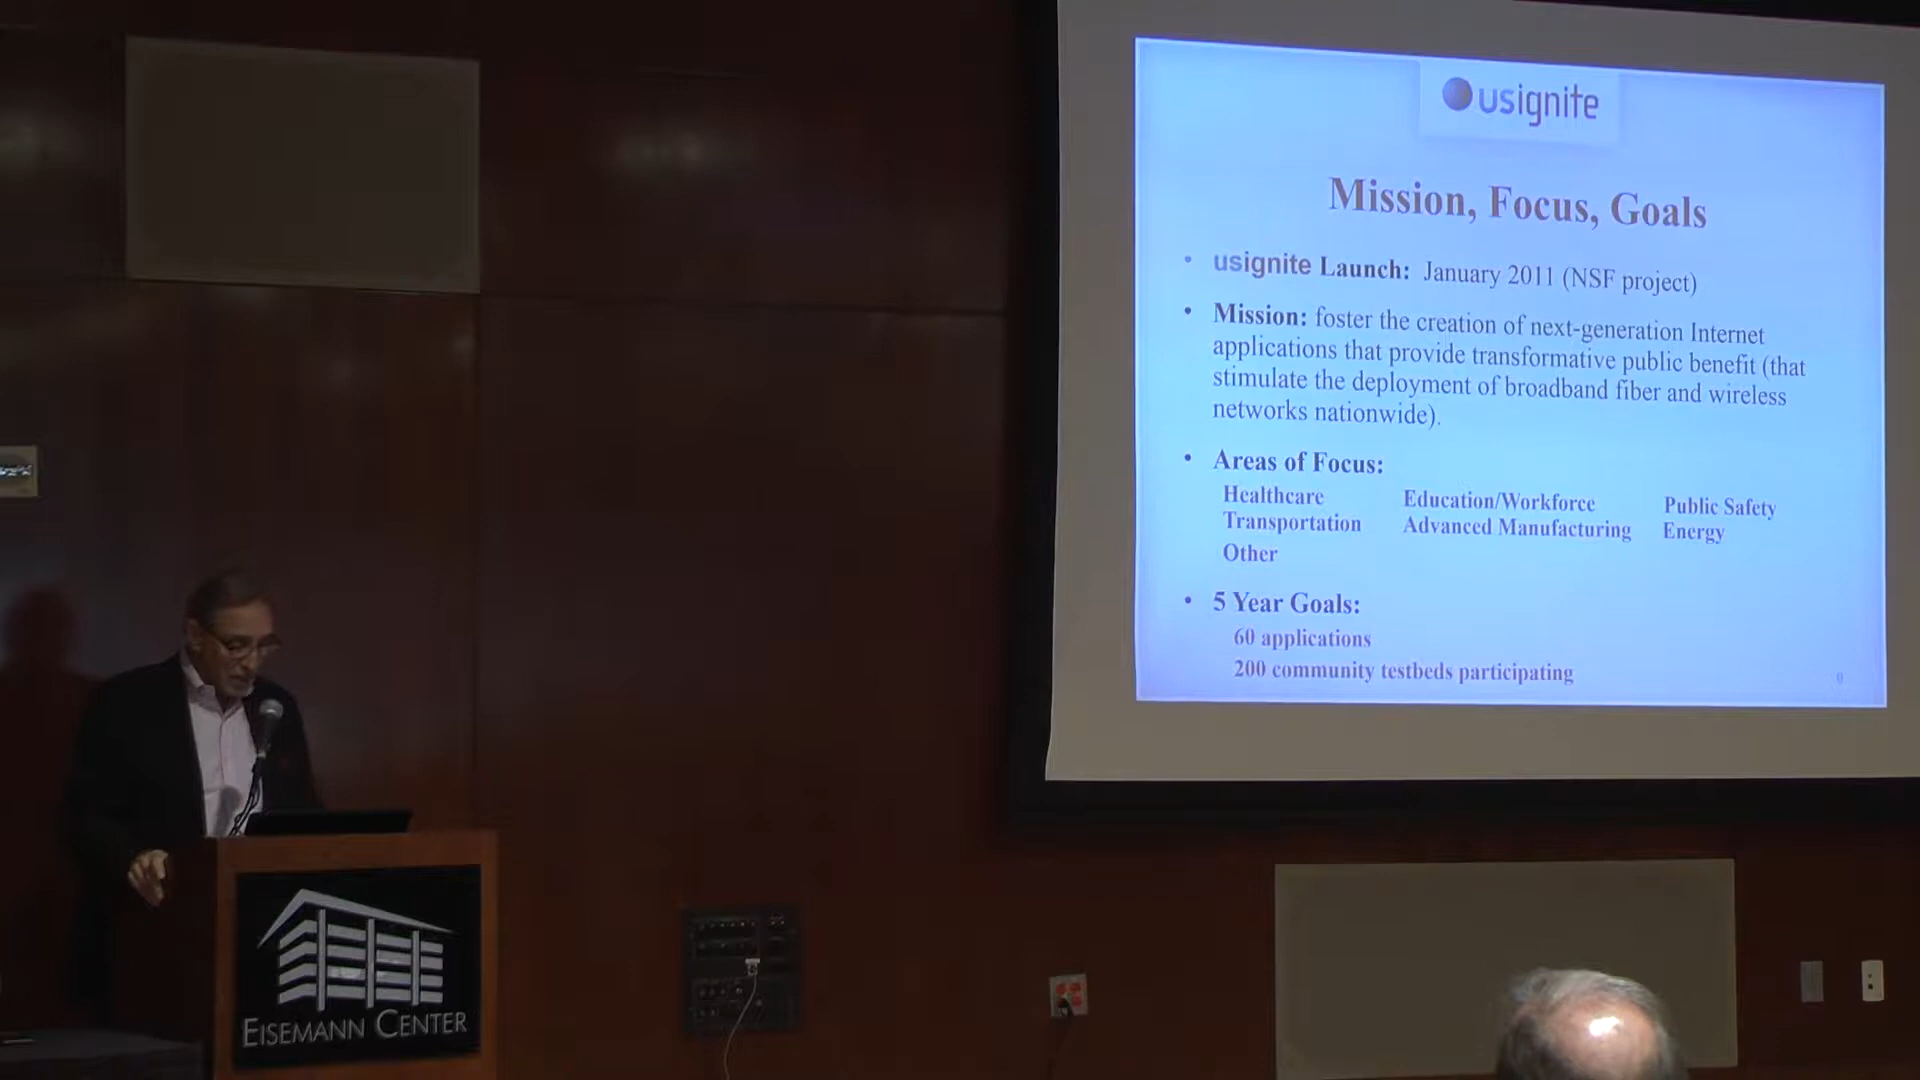 usignite
Mission, Focus, Goals
• usignite Launch: January 2011 (NSF project)
• Mission: foster the creation of next-generation Internet
applications that provide transformative public benefit (that
stimulate the deployment of broadband fiber and wireless
networks nationwide).
• Areas of Focus:
Healthcare Education/Workforce Public Safety
Transportation Advanced Manufacturing Energy
Other
• 5 Year Goals:
60 applications
200 community testbeds participating
EISEMANN CENTER